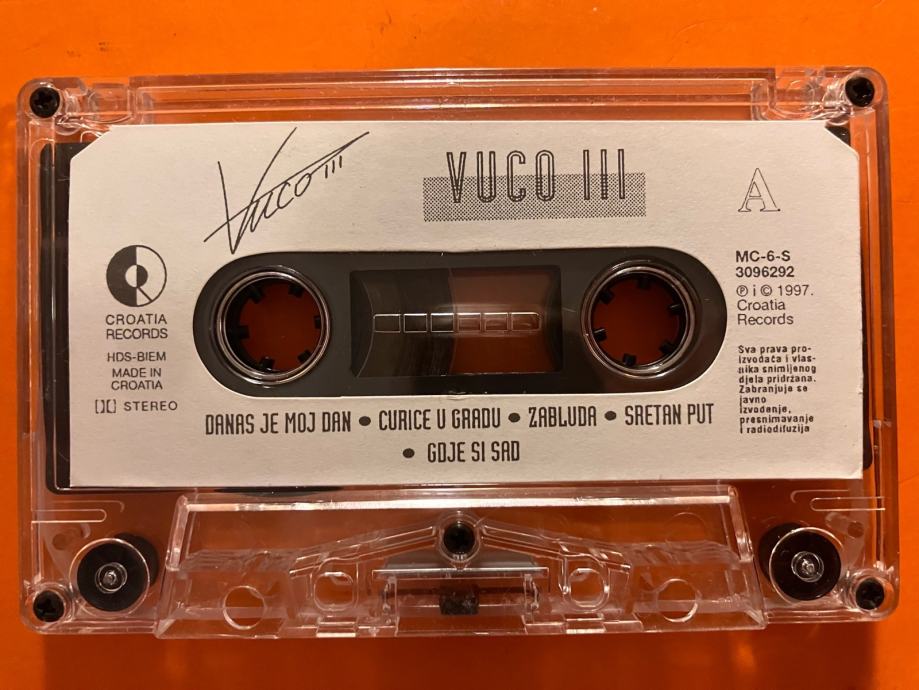 Vuco III
VUCO III
A
CROATIA
RECORDS
HDS-BIEM
MADE IN
CROATIA
STEREO
MC-6-S
3096292
℗ i © 1997.
Croatia
Records
Sva prava pro-
izvođača i vlas-
nika snimljenog
djela pridržana.
Zabranjuje se
javno
izvođenje,
presnimavanje
i radiodifuzija
DANAS JE MOJ DAN • CURICE U GRADU • ZABLUDA • SRETAN PUT
• GDJE SI SAD